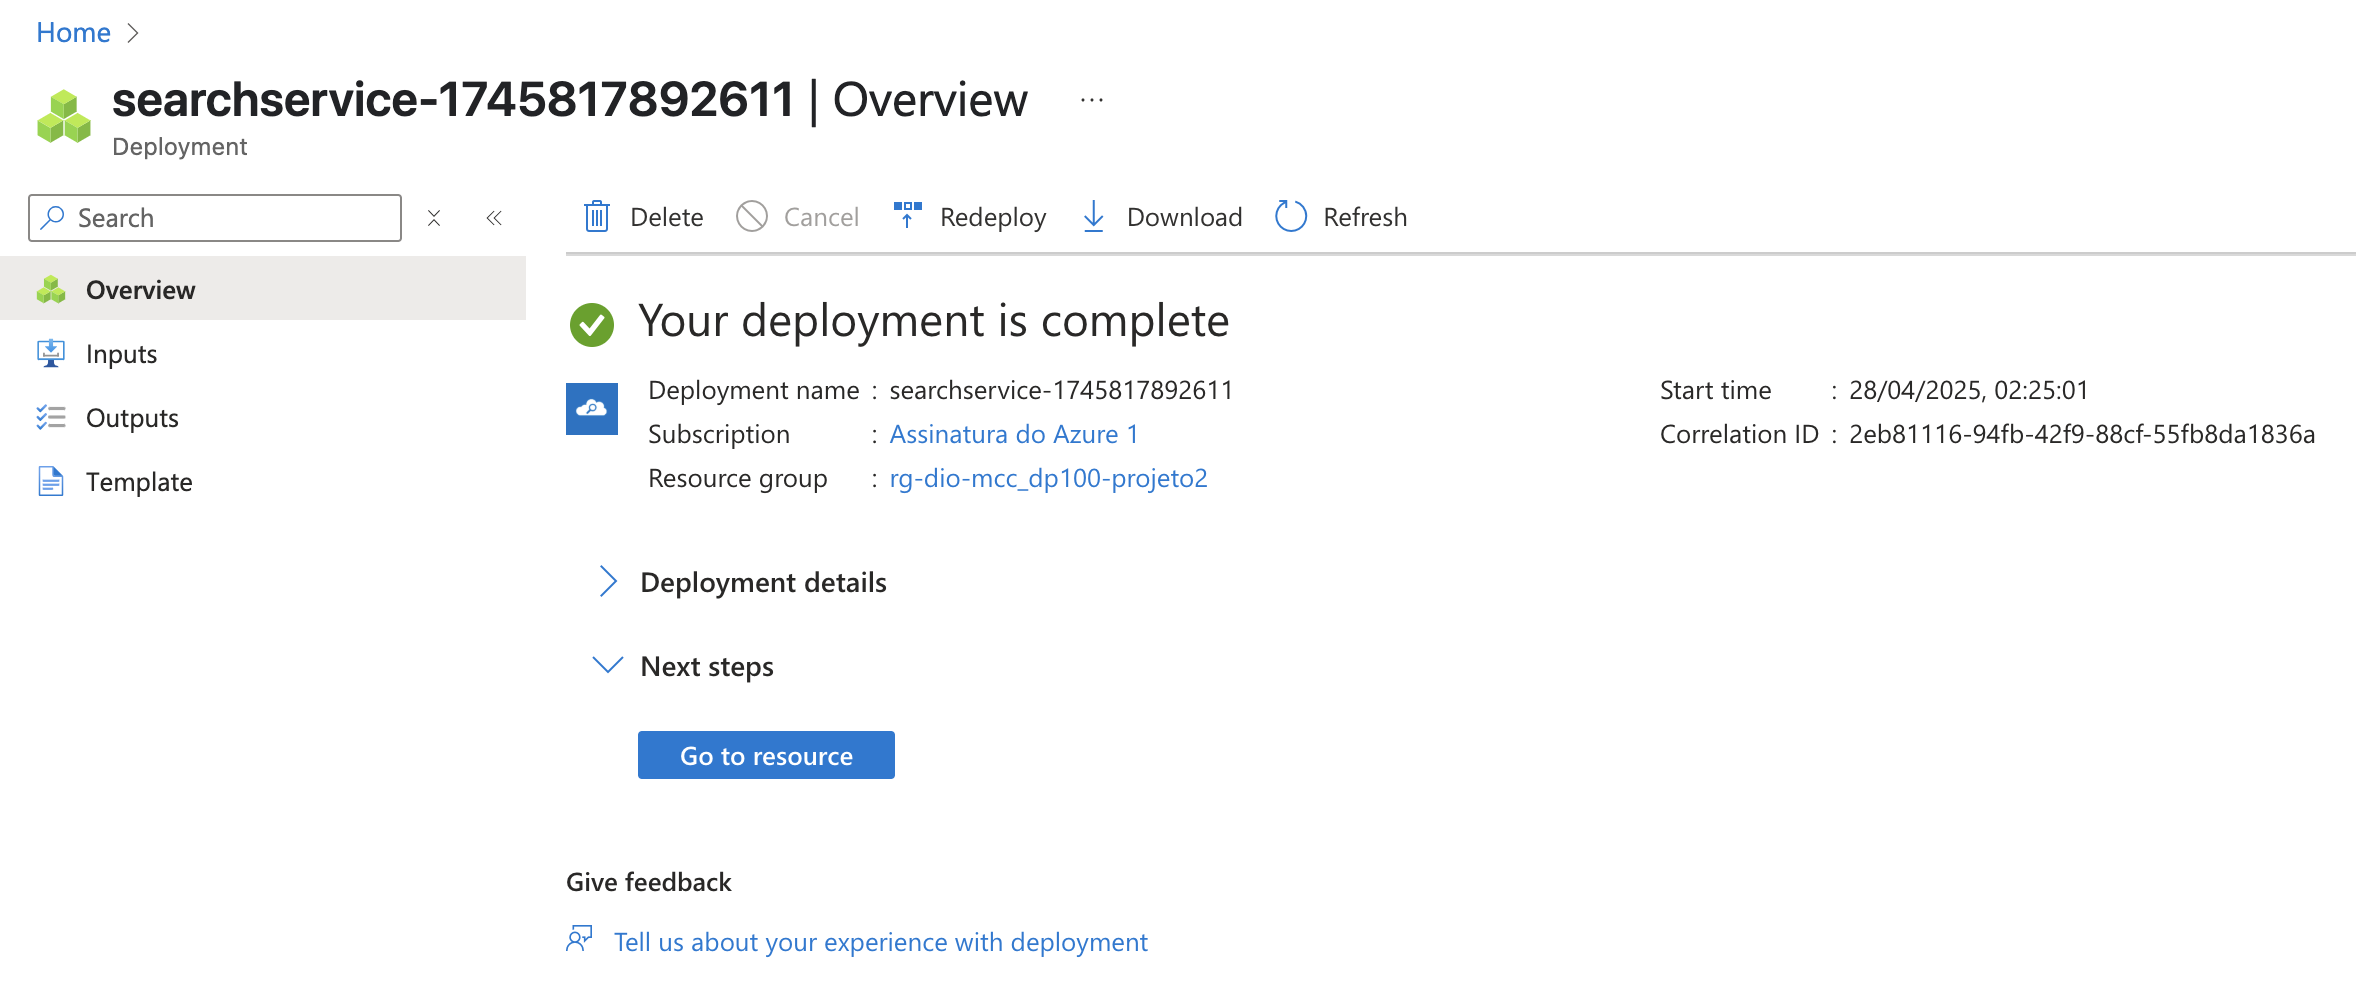 Home
searchservice-1745817892611 | Overview ...
Deployment
Search
Overview
Inputs
Outputs
Template
Delete Cancel Redeploy Download Refresh
Your deployment is complete
Deployment name : searchservice-1745817892611
Subscription : Assinatura do Azure 1
Resource group : rg-dio-mcc_dp100-projeto2
Start time : 28/04/2025, 02:25:01
Correlation ID : 2eb81116-94fb-42f9-88cf-55fb8da1836a
Deployment details
Next steps
Go to resource
Give feedback
Tell us about your experience with deployment